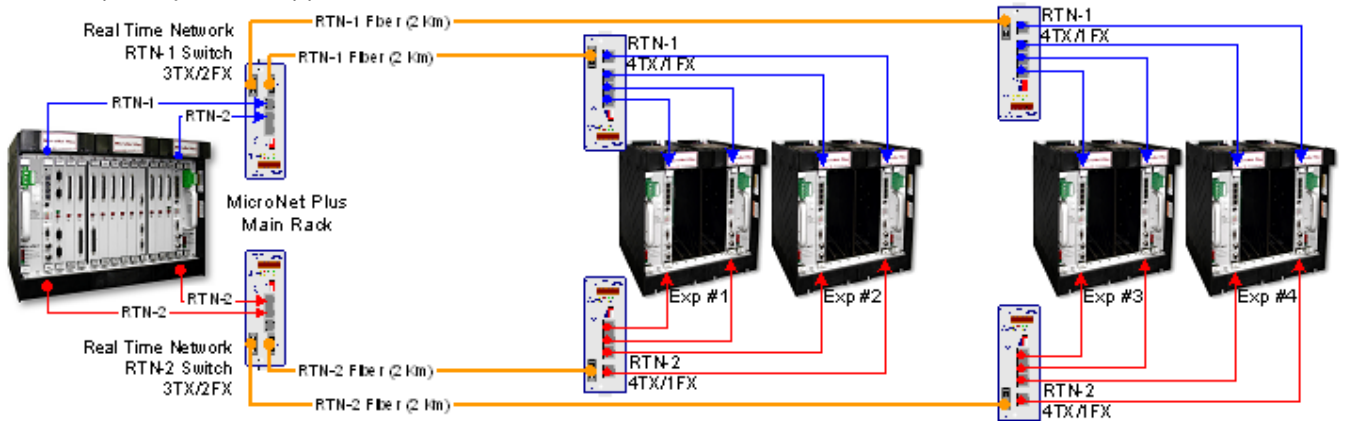 RTN-1 Fiber (2 Km)
RTN-1
4TX/1FX
Real Time Network
RTN-1 Switch
3TX/2FX
RTN-1 Fiber (2 Km)
RTN-1
4TX/1FX
RTN-1
RTN-2
MicroNet Plus
Main Rack
Exp #1
Exp #2
Exp #3
Exp #4
RTN-2
RTN-2
Real Time Network
RTN-2 Switch
3TX/2FX
RTN-2 Fiber (2 Km)
RTN-2
4TX/1FX
RTN-2 Fiber (2 Km)
RTN-2
4TX/1FX